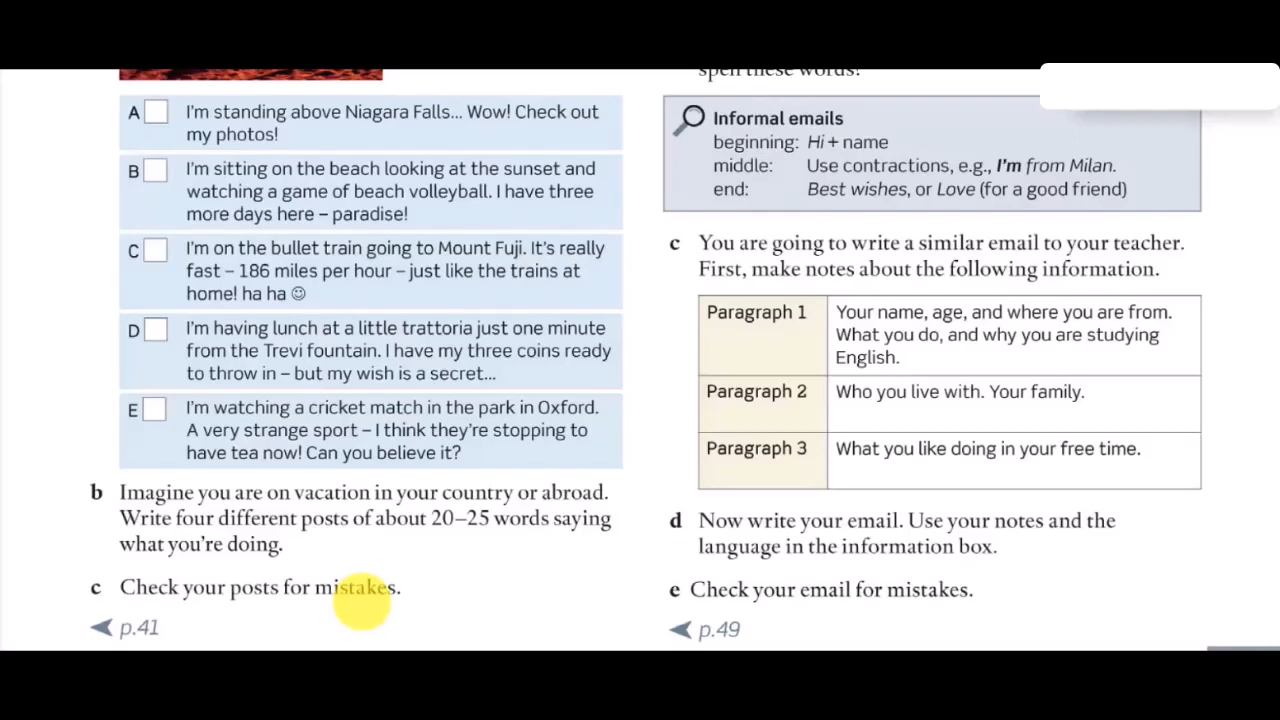 A I'm standing above Niagara Falls... Wow! Check out
my photos!
B I'm sitting on the beach looking at the sunset and
watching a game of beach volleyball. I have three
more days here – paradise!
C I'm on the bullet train going to Mount Fuji. It's really
fast – 186 miles per hour – just like the trains at
home! ha ha ☺
D I'm having lunch at a little trattoria just one minute
from the Trevi fountain. I have my three coins ready
to throw in – but my wish is a secret...
E I'm watching a cricket match in the park in Oxford.
A very strange sport – I think they're stopping to
have tea now! Can you believe it?
b Imagine you are on vacation in your country or abroad.
Write four different posts of about 20–25 words saying
what you're doing.
c Check your posts for mistakes.
p.41
spell these words?
Informal emails
beginning: Hi + name
middle: Use contractions, e.g., I'm from Milan.
end: Best wishes, or Love (for a good friend)
c You are going to write a similar email to your teacher.
First, make notes about the following information.
Paragraph 1 Your name, age, and where you are from.
What you do, and why you are studying
English.
Paragraph 2 Who you live with. Your family.
Paragraph 3 What you like doing in your free time.
d Now write your email. Use your notes and the
language in the information box.
e Check your email for mistakes.
p.49